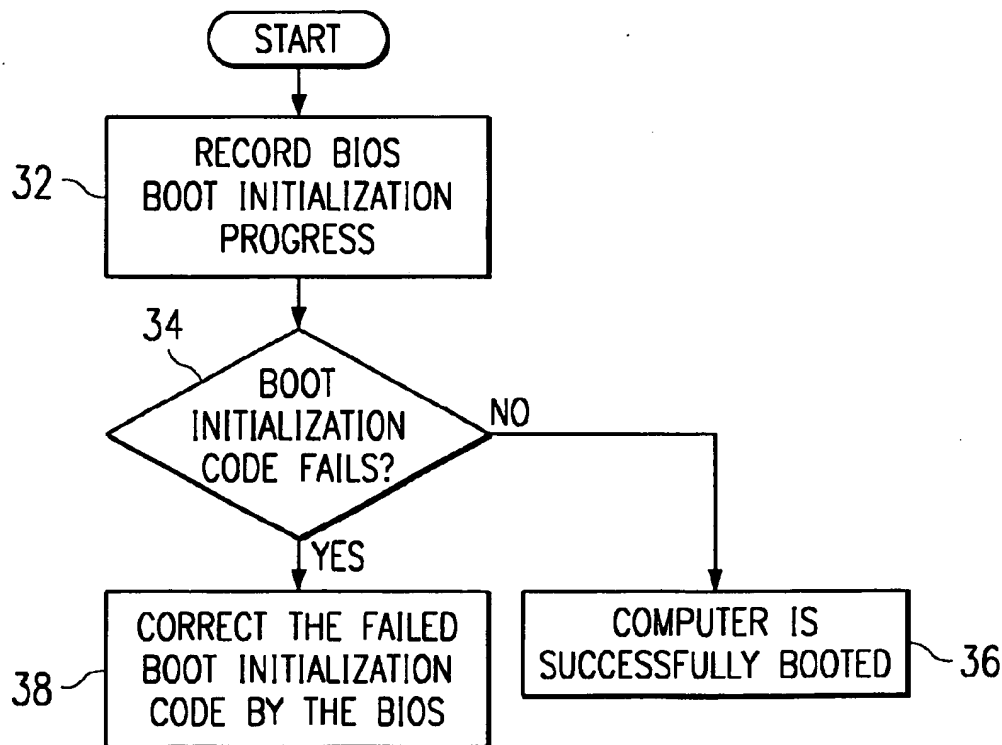 START
32
RECORD BIOS
BOOT INITIALIZATION
PROGRESS
34
BOOT
INITIALIZATION
CODE FAILS?
NO
YES
38
CORRECT THE FAILED
BOOT INITIALIZATION
CODE BY THE BIOS
COMPUTER IS
SUCCESSFULLY BOOTED
36